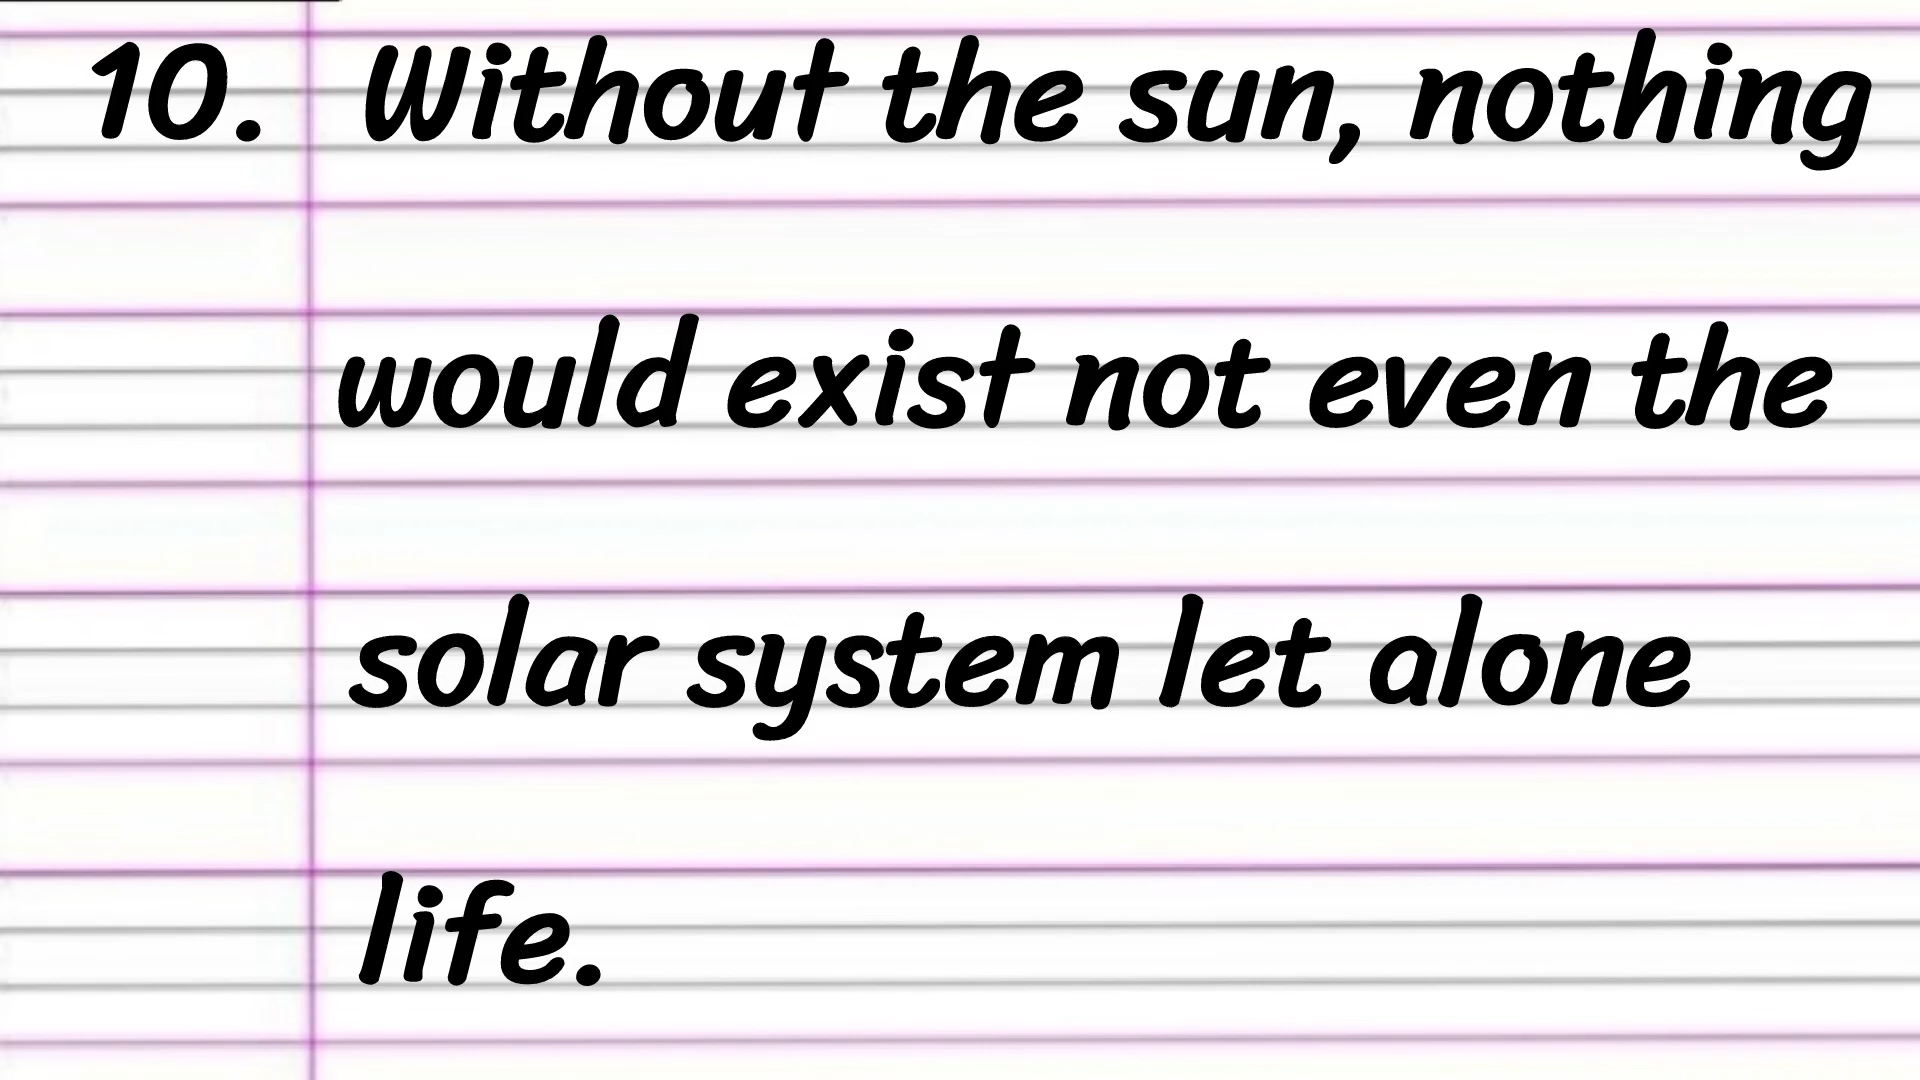 10. Without the sun, nothing
would exist not even the
solar system let alone
life.